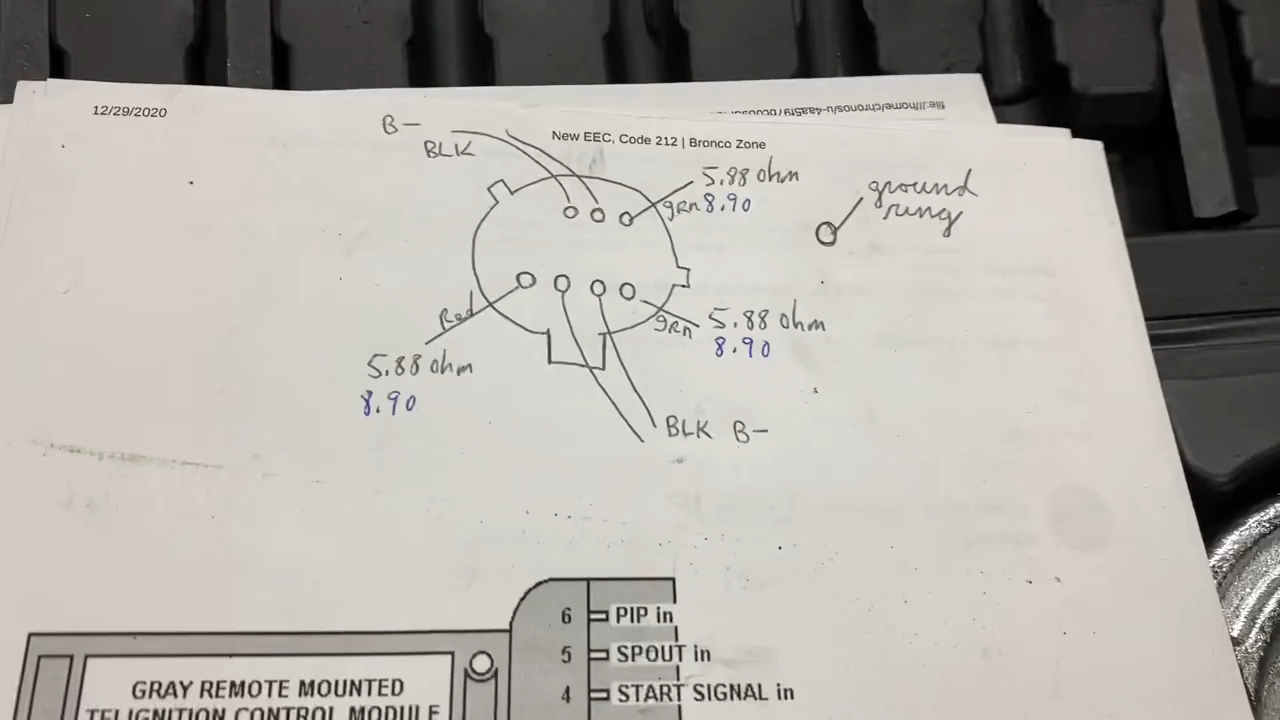 12/29/2020
New EEC, Code 212 | Bronco Zone
B-
BLK
5.88 ohm
grn 8.90
ground
ring
Red
grn 5.88 ohm
8.90
5.88 ohm
8.90
BLK B-
6 PIP in
5 SPOUT in
4 START SIGNAL in
GRAY REMOTE MOUNTED